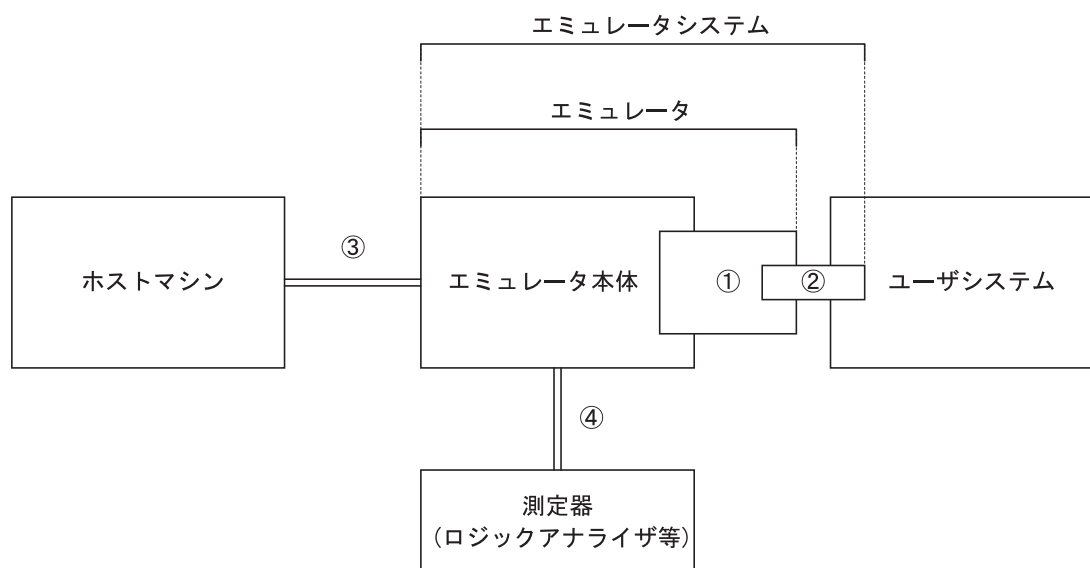 エミュレータシステム
エミュレータ
③
ホストマシン
エミュレータ本体
①
②
ユーザシステム
④
測定器
(ロジックアナライザ等)